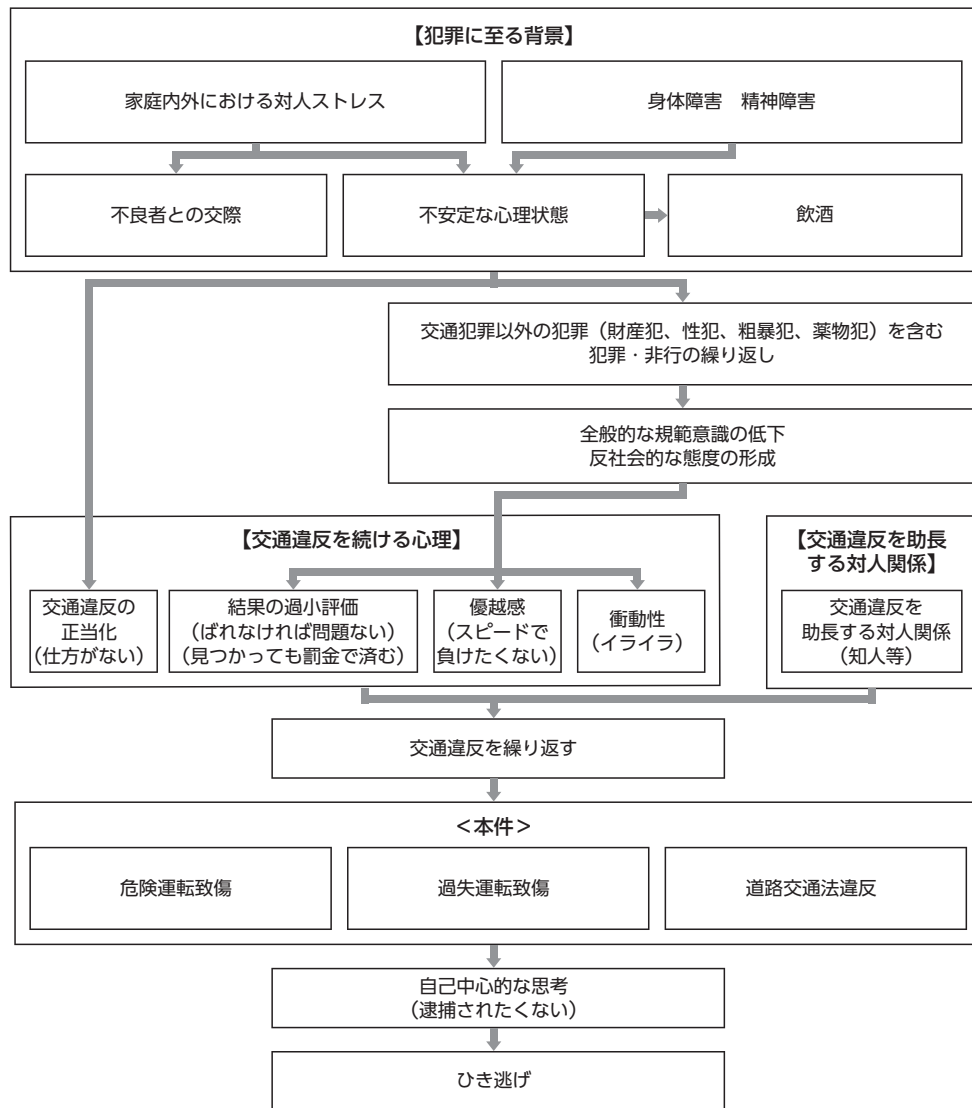 【犯罪に至る背景】
家庭内外における対人ストレス
身体障害　精神障害
不良者との交際
不安定な心理状態
飲酒
交通犯罪以外の犯罪（財産犯、性犯、粗暴犯、薬物犯）を含む
犯罪・非行の繰り返し
全般的な規範意識の低下
反社会的な態度の形成
【交通違反を続ける心理】
交通違反の
正当化
（仕方がない）
結果の過小評価
（ばれなければ問題ない）
（見つかっても罰金で済む）
優越感
（スピードで
負けたくない）
衝動性
（イライラ）
【交通違反を助長
する対人関係】
交通違反を
助長する対人関係
（知人等）
交通違反を繰り返す
＜本件＞
危険運転致傷
過失運転致傷
道路交通法違反
自己中心的な思考
（逮捕されたくない）
ひき逃げ